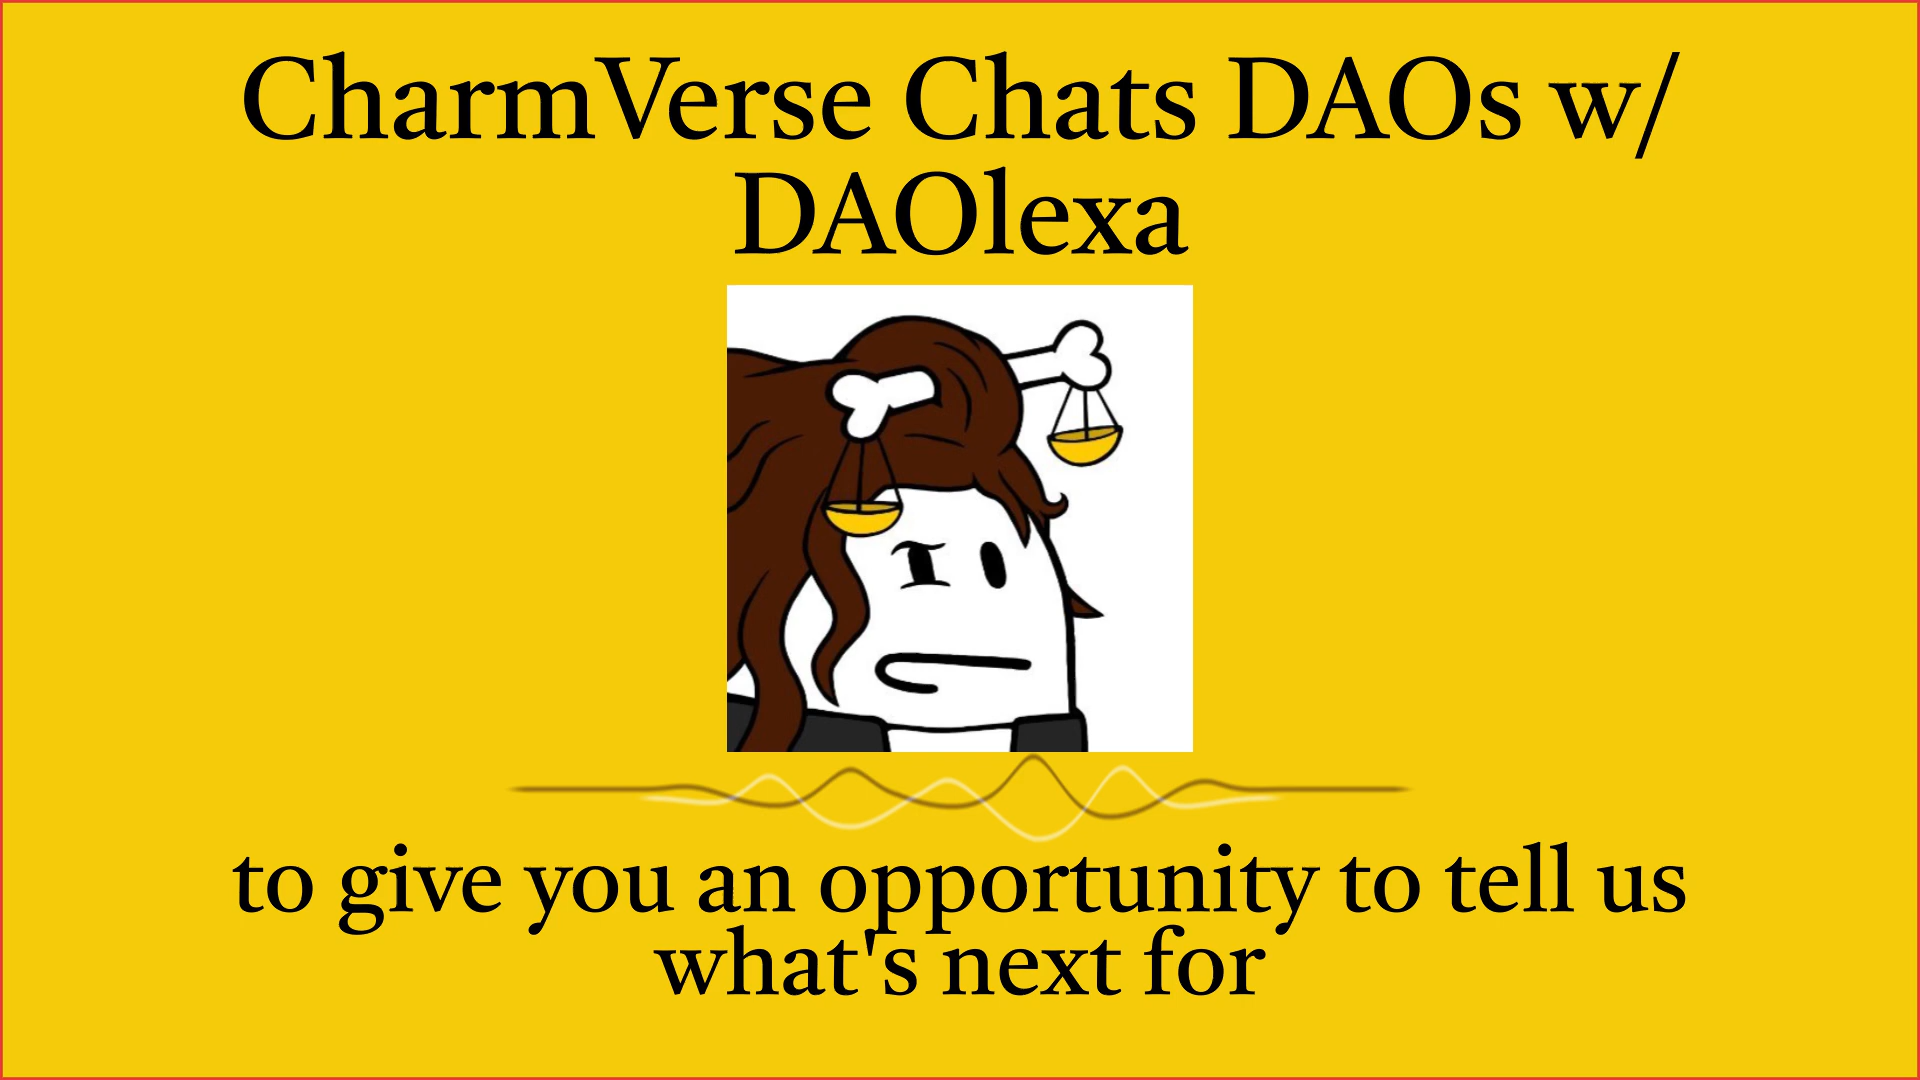 CharmVerse Chats DAOs w/
DAOlexa
to give you an opportunity to tell us
what's next for